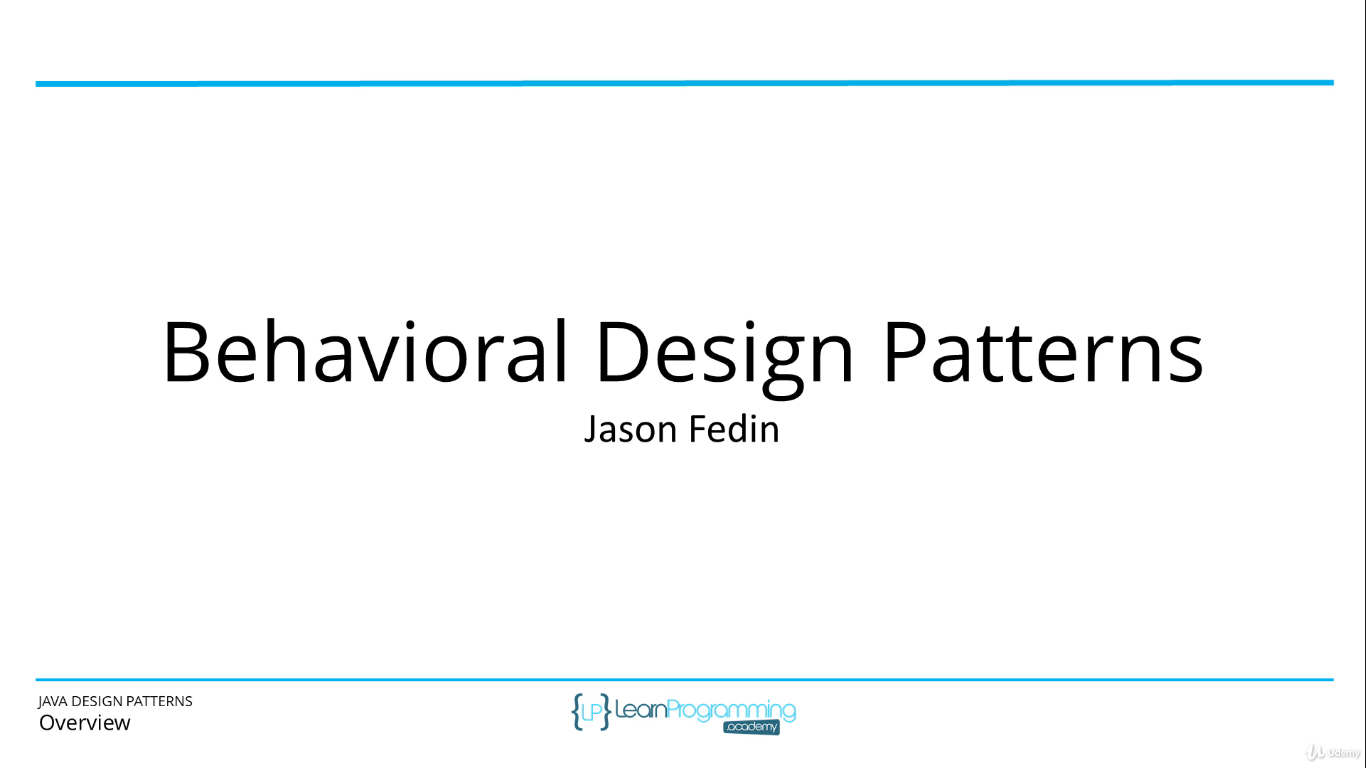 Behavioral Design Patterns
Jason Fedin
JAVA DESIGN PATTERNS
Overview
{LP} LearnProgramming
.academy
Udemy